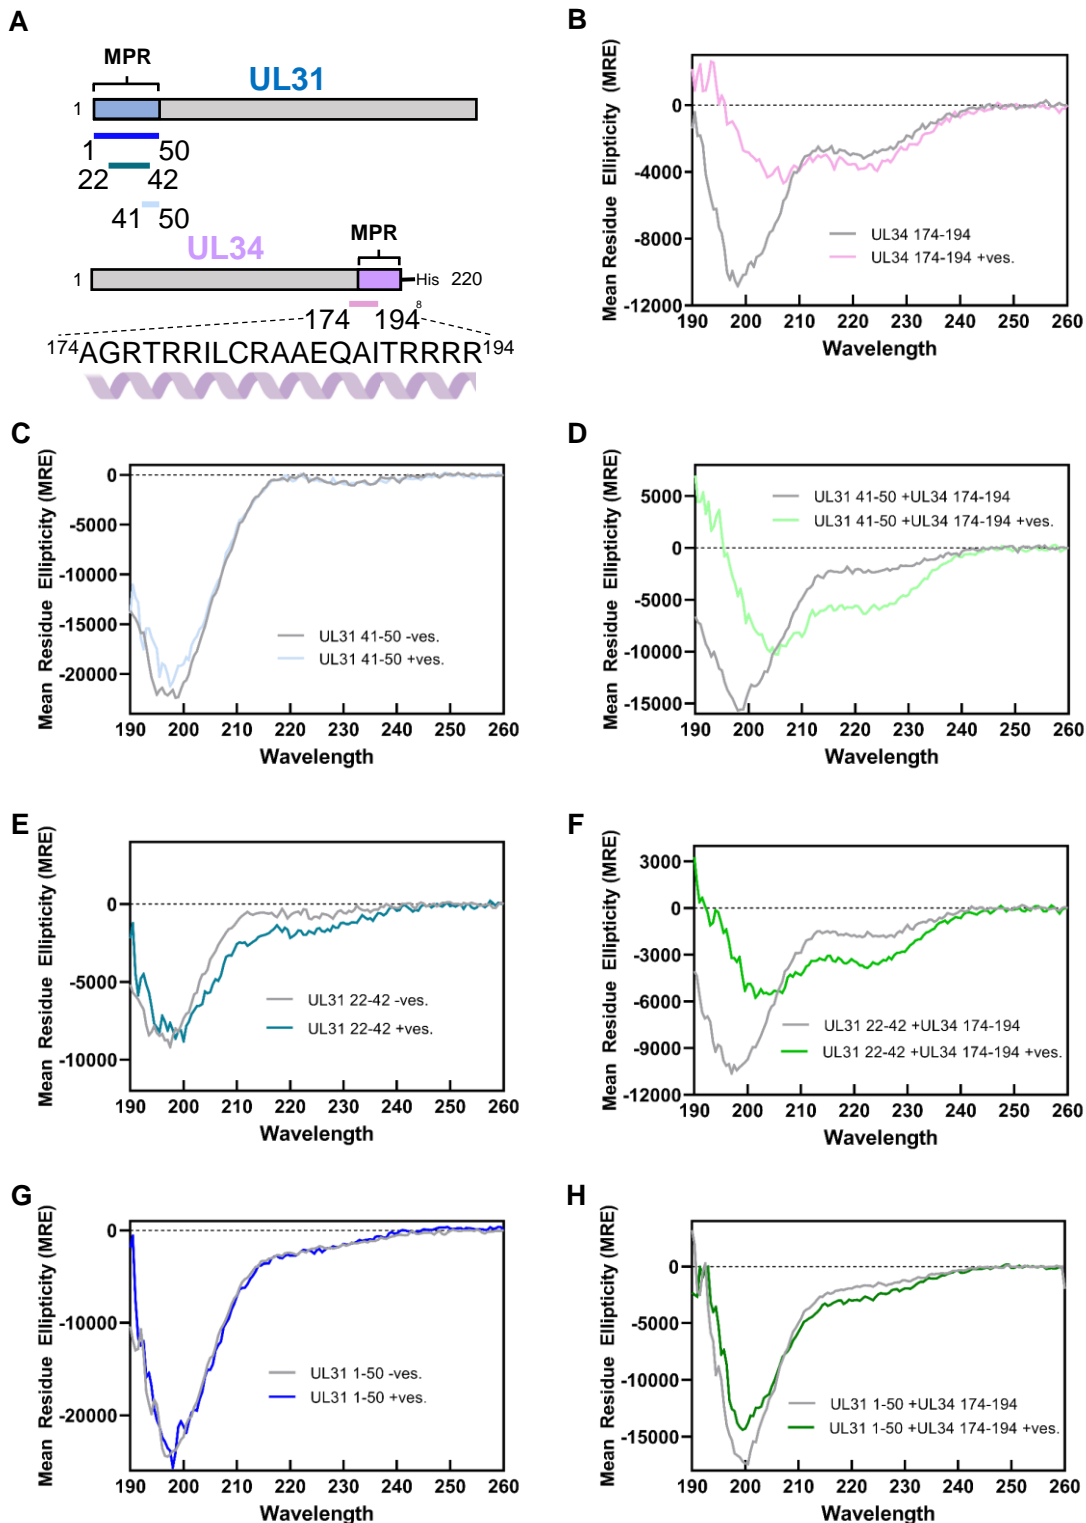 A
MPR
UL31
1
1 50
22 42
41 50
UL34
MPR
1
His 220
8
174 194
174AGRTRRILCRAAEQAITRRRR194
B
Mean Residue Ellipticity (MRE)
0
-4000
-8000
-12000
UL34 174-194
UL34 174-194 +ves.
190 200 210 220 230 240 250 260
Wavelength
C
Mean Residue Ellipticity (MRE)
0
-5000
-10000
-15000
-20000
UL31 41-50 -ves.
UL31 41-50 +ves.
190 200 210 220 230 240 250 260
Wavelength
D
Mean Residue Ellipticity (MRE)
5000
0
-5000
-10000
-15000
UL31 41-50 +UL34 174-194
UL31 41-50 +UL34 174-194 +ves.
190 200 210 220 230 240 250 260
Wavelength
E
Mean Residue Ellipticity (MRE)
0
-5000
-10000
UL31 22-42 -ves.
UL31 22-42 +ves.
190 200 210 220 230 240 250 260
Wavelength
F
Mean Residue Ellipticity (MRE)
3000
0
-3000
-6000
-9000
-12000
UL31 22-42 +UL34 174-194
UL31 22-42 +UL34 174-194 +ves.
190 200 210 220 230 240 250 260
Wavelength
G
Mean Residue Ellipticity (MRE)
0
-10000
-20000
UL31 1-50 -ves.
UL31 1-50 +ves.
190 200 210 220 230 240 250 260
Wavelength
H
Mean Residue Ellipticity (MRE)
0
-5000
-10000
-15000
UL31 1-50 +UL34 174-194
UL31 1-50 +UL34 174-194 +ves.
190 200 210 220 230 240 250 260
Wavelength